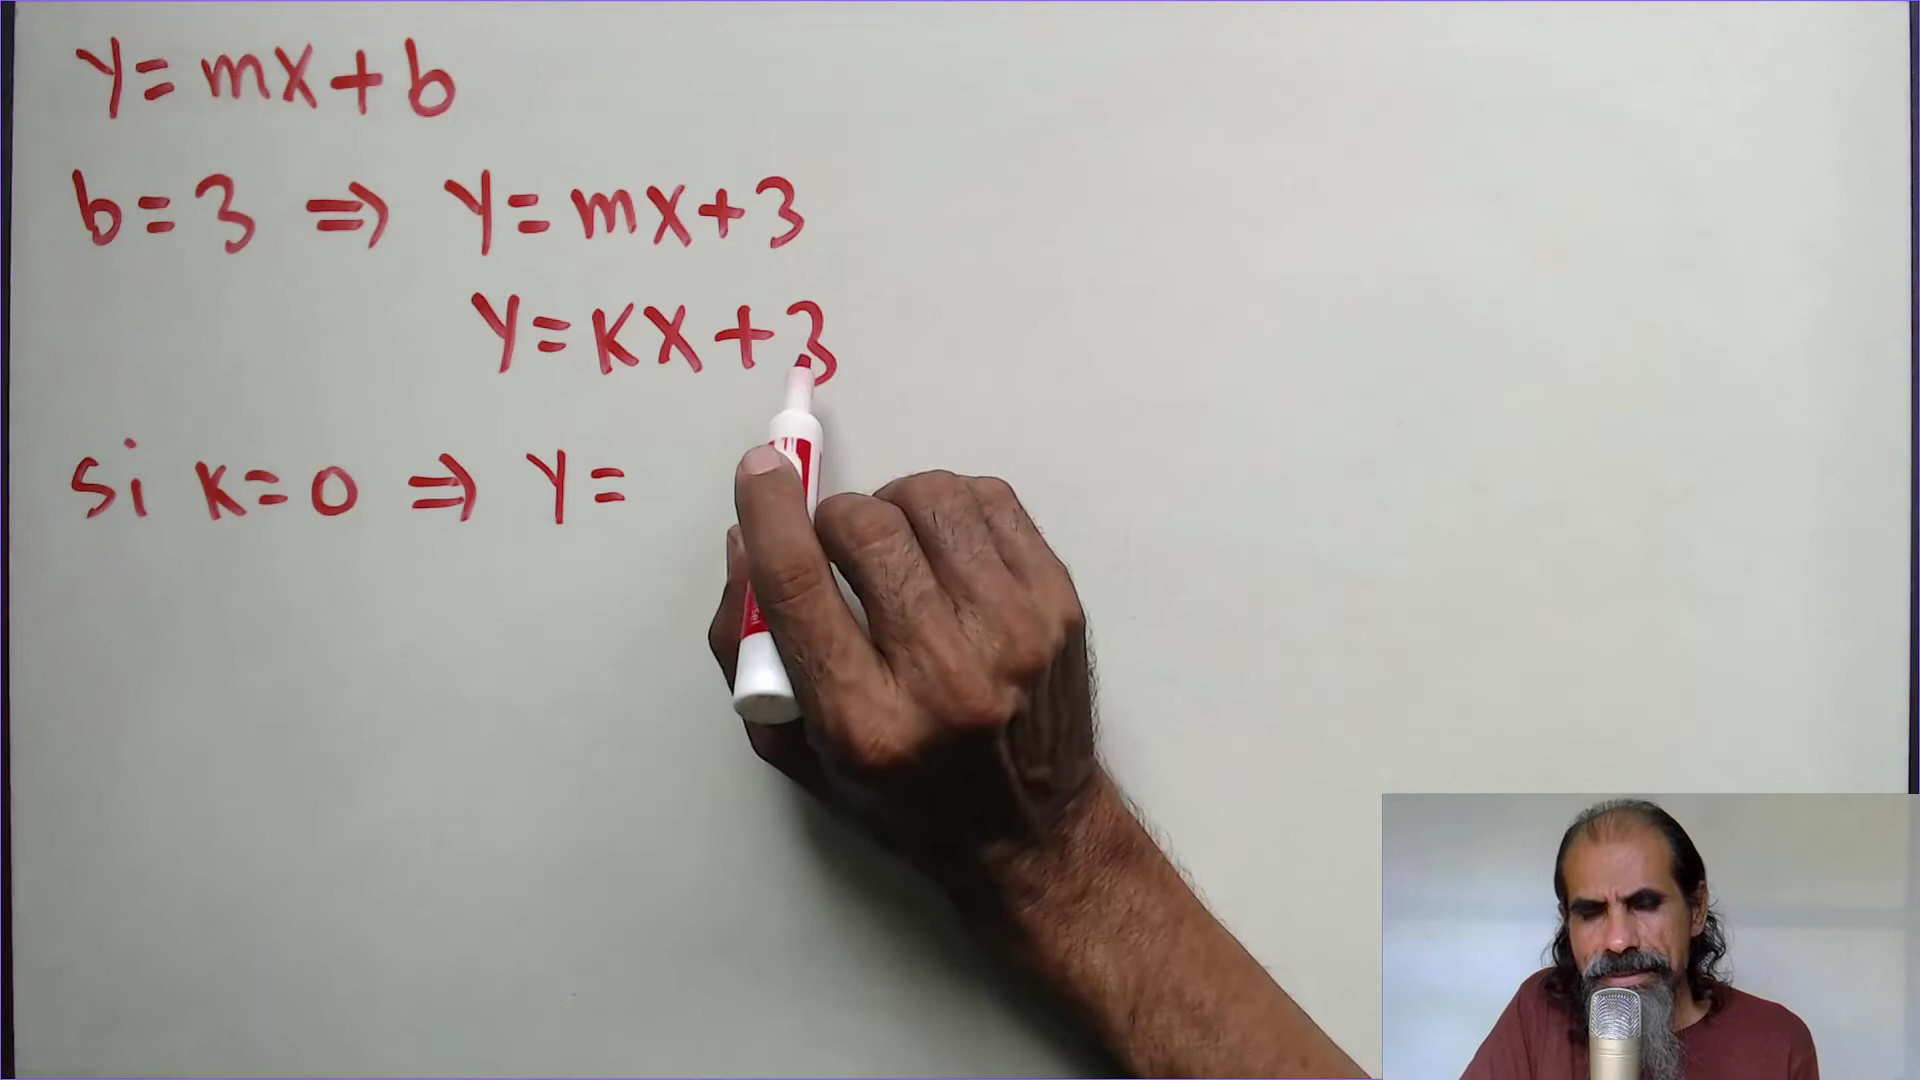 y = mx + b
b = 3 ⇒ y = mx + 3
y = kx + 3
si k = 0 ⇒ y =